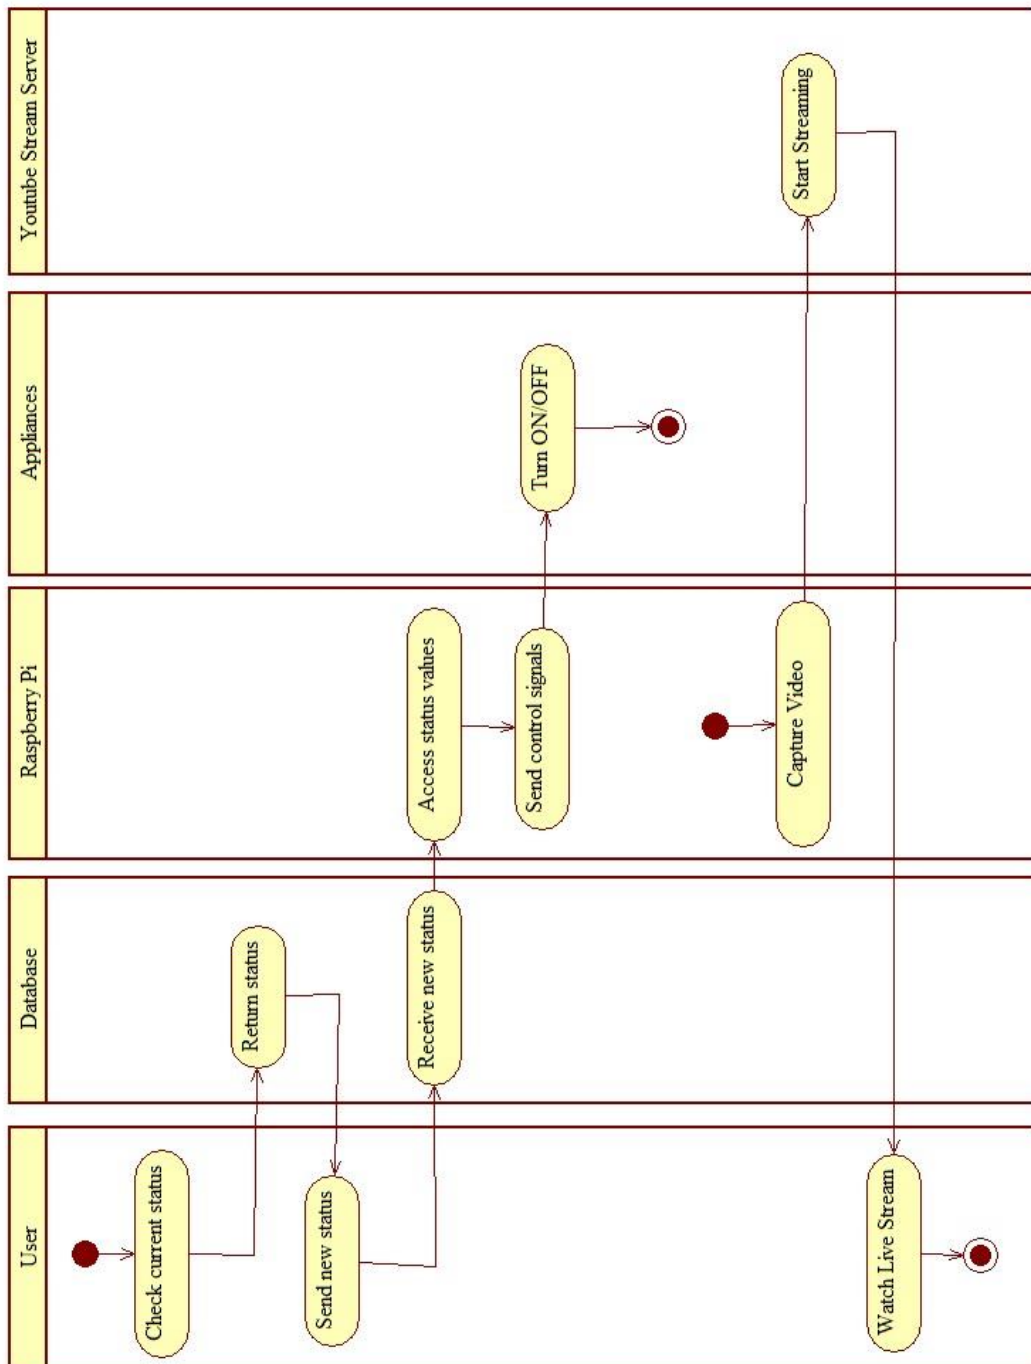 User
Database
Raspberry Pi
Appliances
Youtube Stream Server
Check current status
Return status
Send new status
Receive new status
Access status values
Send control signals
Turn ON/OFF
Capture Video
Start Streaming
Watch Live Stream